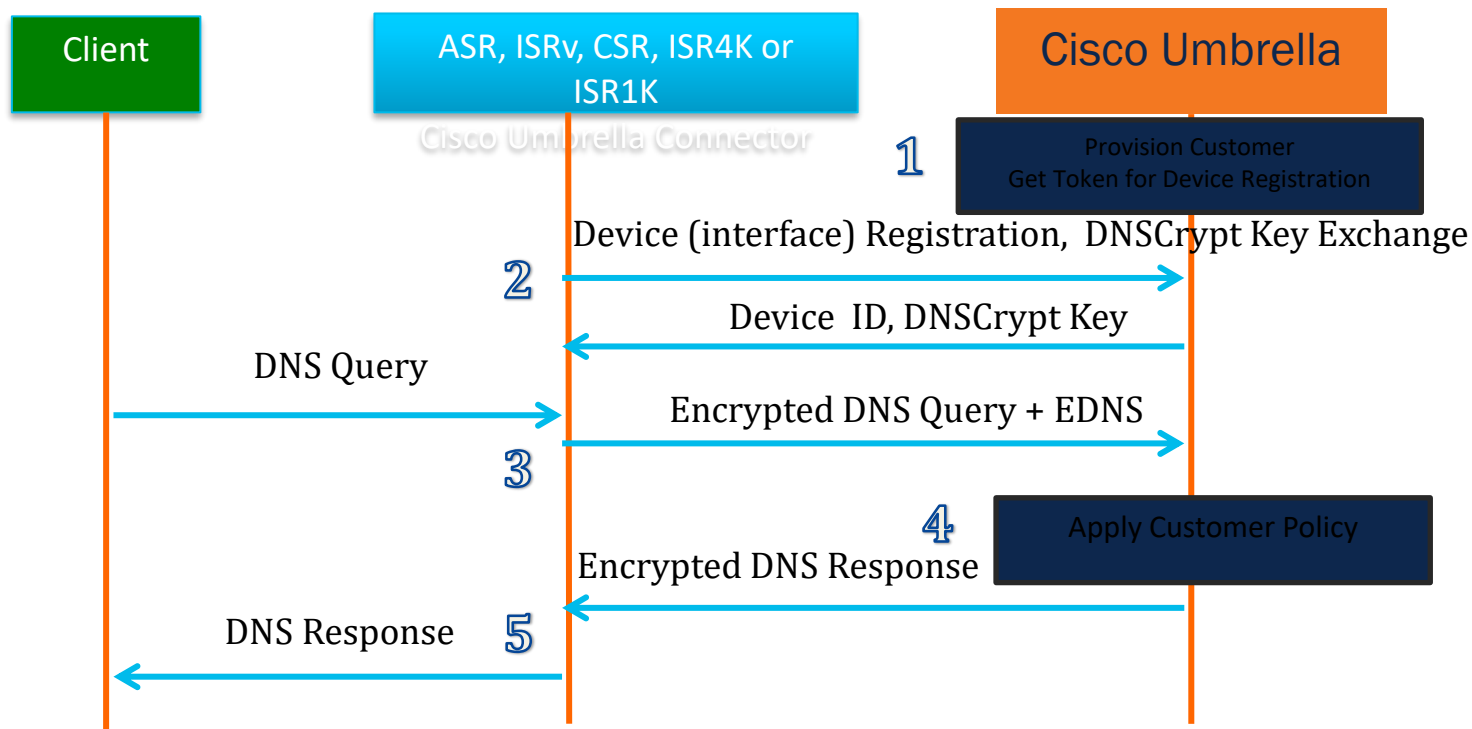 Client
ASR, ISRv, CSR, ISR4K or
ISR1K
Cisco Umbrella Connector
Cisco Umbrella
1
Provision Customer
Get Token for Device Registration
Device (interface) Registration, DNSCrypt Key Exchange
2
Device ID, DNSCrypt Key
DNS Query
Encrypted DNS Query + EDNS
3
4
Apply Customer Policy
Encrypted DNS Response
DNS Response
5